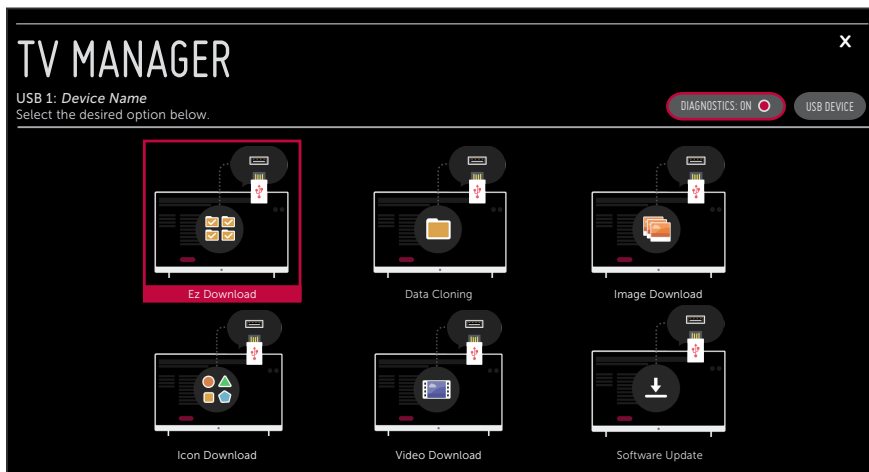 X
TV MANAGER
USB 1: Device Name
Select the desired option below.
DIAGNOSTICS: ON
USB DEVICE
Ez Download
Data Cloning
Image Download
Icon Download
Video Download
Software Update